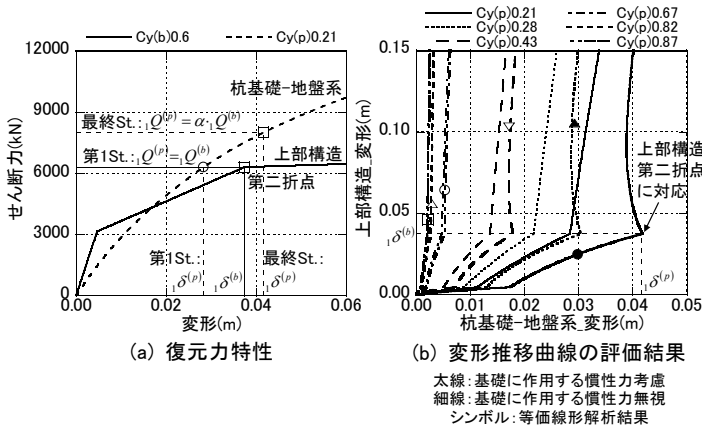 Cy(b)0.6
Cy(p)0.21
12000
9000
6000
3000
0
せん断力(kN)
杭基礎-地盤系
最終St.:₁Q⁽ᵖ⁾=α·₁Q⁽ᵇ⁾
第1St.:₁Q⁽ᵖ⁾=₁Q⁽ᵇ⁾
上部構造
第二折点
第1St.:
₁δ⁽ᵖ⁾
₁δ⁽ᵇ⁾
最終St.:
₁δ⁽ᵖ⁾
0.00
0.02
0.04
0.06
変形(m)
(a) 復元力特性
Cy(p)0.21
Cy(p)0.28
Cy(p)0.43
Cy(p)0.67
Cy(p)0.82
Cy(p)0.87
0.15
0.10
0.05
0.00
上部構造_変形(m)
₁δ⁽ᵇ⁾
上部構造
第二折点
に対応
₁δ⁽ᵖ⁾
0.00
0.01
0.02
0.03
0.04
0.05
杭基礎-地盤系_変形(m)
(b) 変形推移曲線の評価結果
太線:基礎に作用する慣性力考慮
細線:基礎に作用する慣性力無視
シンボル:等価線形解析結果